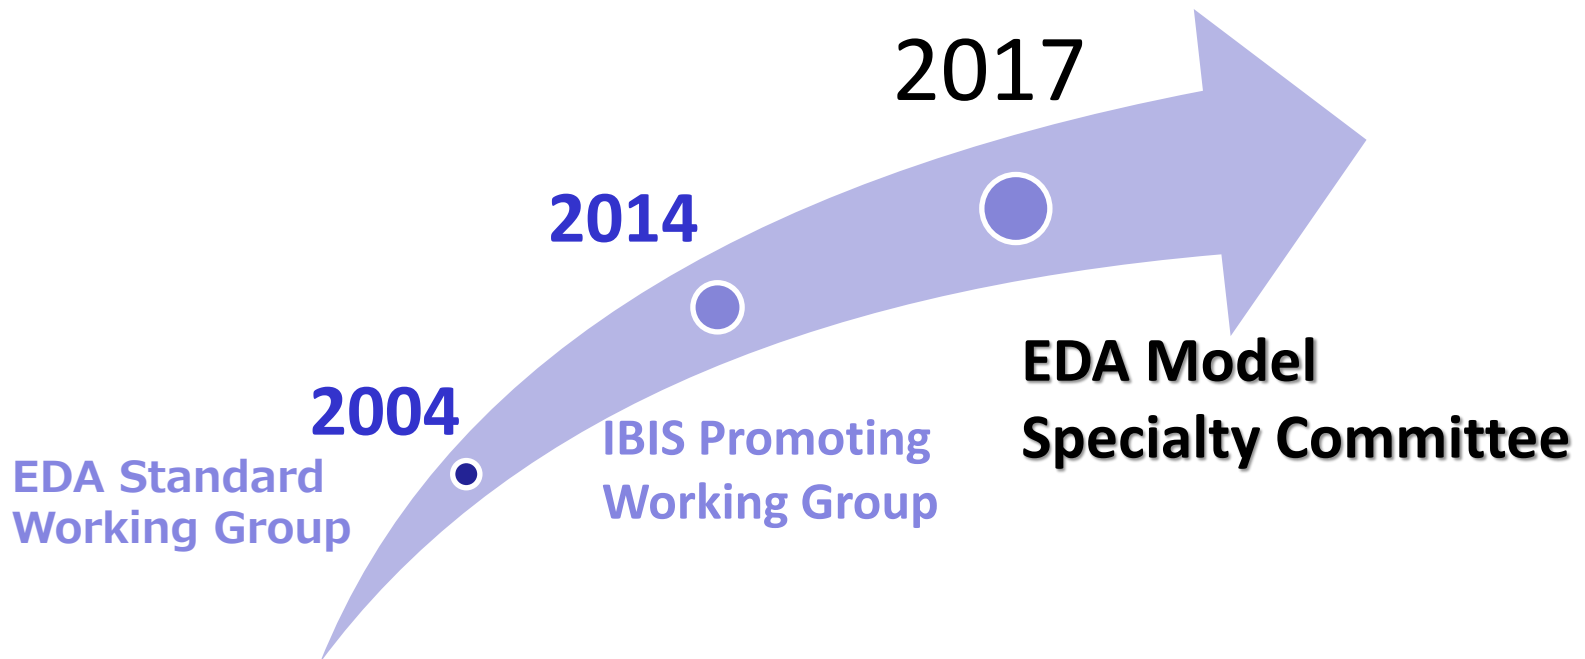 2004
EDA Standard
Working Group
2014
IBIS Promoting
Working Group
2017
EDA Model
Specialty Committee